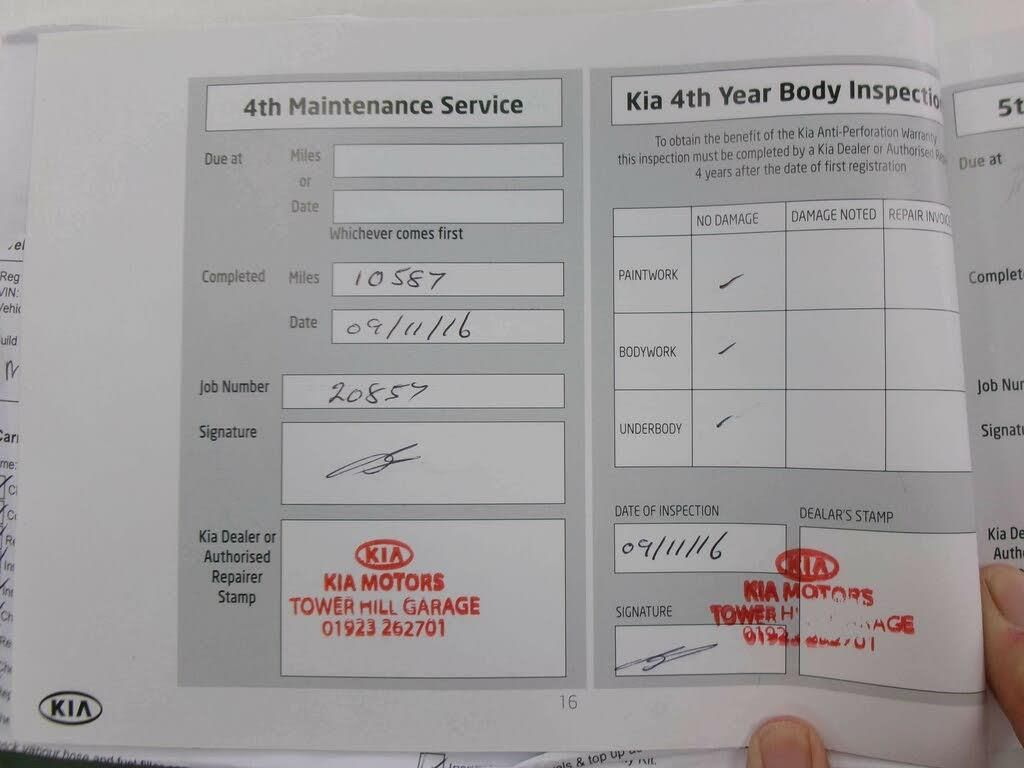 4th Maintenance Service
Due at Miles
or
Date
Whichever comes first
Completed Miles 10587
Date 09/11/16
Job Number 20857
Signature
Kia Dealer or
Authorised
Repairer
Stamp
KIA
KIA MOTORS
TOWER HILL GARAGE
01923 262701
KIA
16
Kia 4th Year Body Inspectio
To obtain the benefit of the Kia Anti-Perforation Warranty
this inspection must be completed by a Kia Dealer or Authorised
4 years after the date of first registration
NO DAMAGE DAMAGE NOTED REPAIR INVOIC
PAINTWORK
BODYWORK
UNDERBODY
DATE OF INSPECTION
09/11/16
SIGNATURE
DEALAR'S STAMP
KIA
KIA MOTORS
TOWER H RAGE
5t
Due at
Complete
Job Nur
Signatu
Kia De
Auth